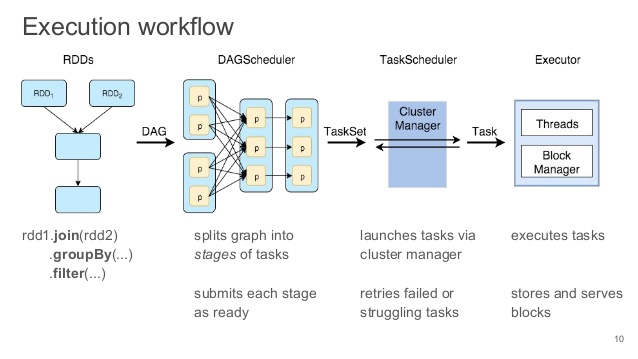 Execution workflow
RDDs
DAGScheduler
TaskScheduler
Executor
RDD1
RDD2
DAG
p
p
p
p
p
p
p
p
p
p
TaskSet
Cluster
Manager
Task
Threads
Block
Manager
rdd1.join(rdd2)
.groupBy(...)
.filter(...)
splits graph into
stages of tasks
submits each stage
as ready
launches tasks via
cluster manager
retries failed or
struggling tasks
executes tasks
stores and serves
blocks
10